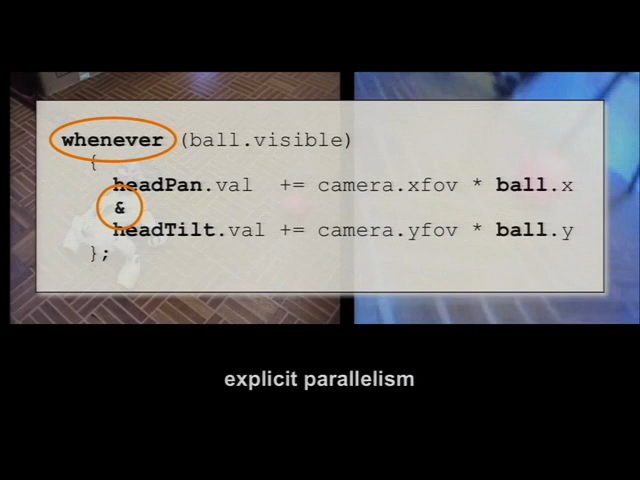 whenever (ball.visible)
{
headPan.val += camera.xfov * ball.x
&
headTilt.val += camera.yfov * ball.y
};
explicit parallelism